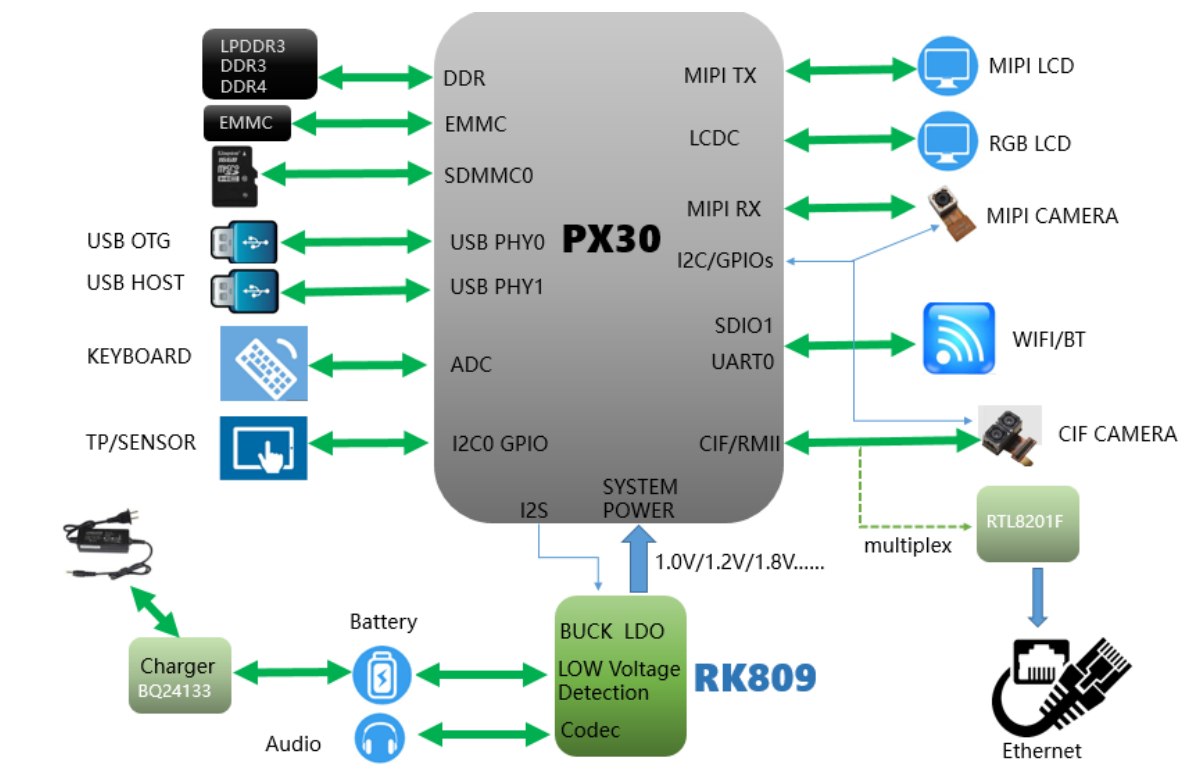 LPDDR3
DDR3
DDR4
EMMC
USB OTG
USB HOST
KEYBOARD
TP/SENSOR
DDR
EMMC
SDMMC0
USB PHY0
USB PHY1
ADC
I2C0 GPIO
PX30
MIPI TX
LCDC
MIPI RX
I2C/GPIOs
SDIO1
UART0
CIF/RMII
I2S
SYSTEM
POWER
MIPI LCD
RGB LCD
MIPI CAMERA
WIFI/BT
CIF CAMERA
RTL8201F
multiplex
Ethernet
1.0V/1.2V/1.8V......
BUCK LDO
LOW Voltage
Detection
Codec
RK809
Battery
Charger
BQ24133
Audio